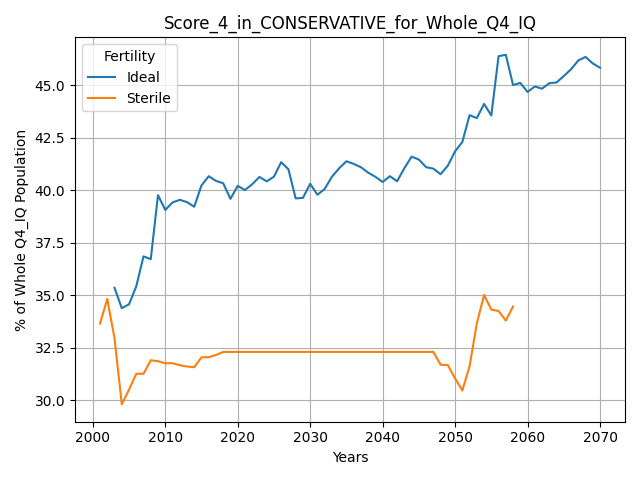 Score_4_in_CONSERVATIVE_for_Whole_Q4_IQ
Fertility
Ideal
Sterile
% of Whole Q4_IQ Population
45.0
42.5
40.0
37.5
35.0
32.5
30.0
2000 2010 2020 2030 2040 2050 2060 2070
Years